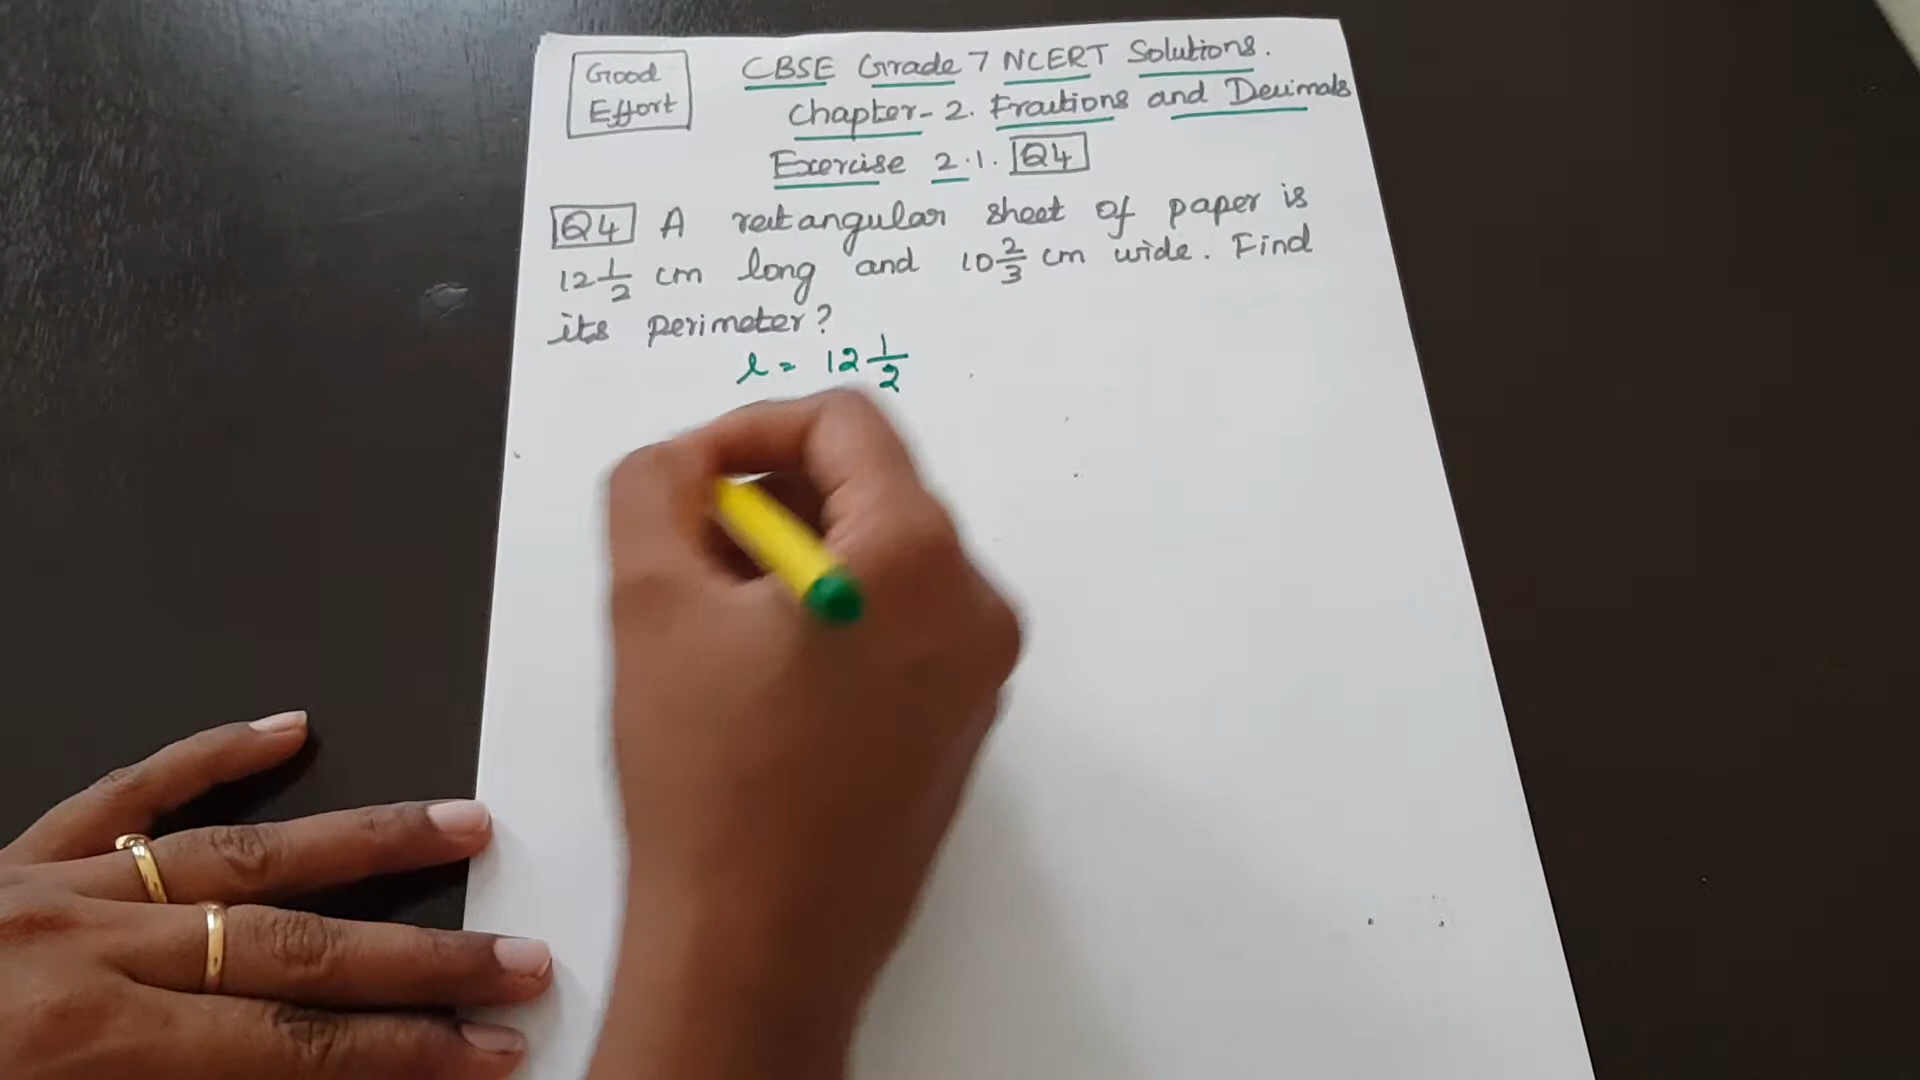 Good
Effort
CBSE Grade 7 NCERT Solutions.
Chapter-2. Fractions and Decimals
Exercise 2.1. Q4
Q4 A rectangular sheet of paper is
12 1/2 cm long and 10 2/3 cm wide. Find
its perimeter?
l = 12 1/2